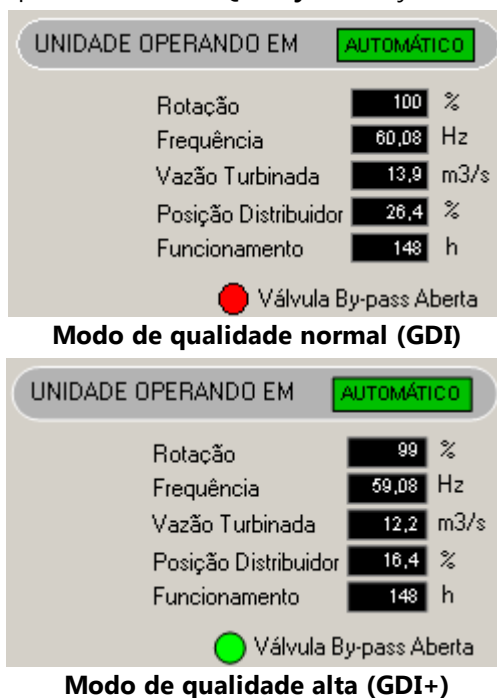 UNIDADE OPERANDO EM AUTOMÁTICO
Rotação 100 %
Frequência 60,08 Hz
Vazão Turbinada 13,9 m3/s
Posição Distribuidor 26,4 %
Funcionamento 148 h
Válvula By-pass Aberta
Modo de qualidade normal (GDI)
UNIDADE OPERANDO EM AUTOMÁTICO
Rotação 99 %
Frequência 59,08 Hz
Vazão Turbinada 12,2 m3/s
Posição Distribuidor 16,4 %
Funcionamento 148 h
Válvula By-pass Aberta
Modo de qualidade alta (GDI+)